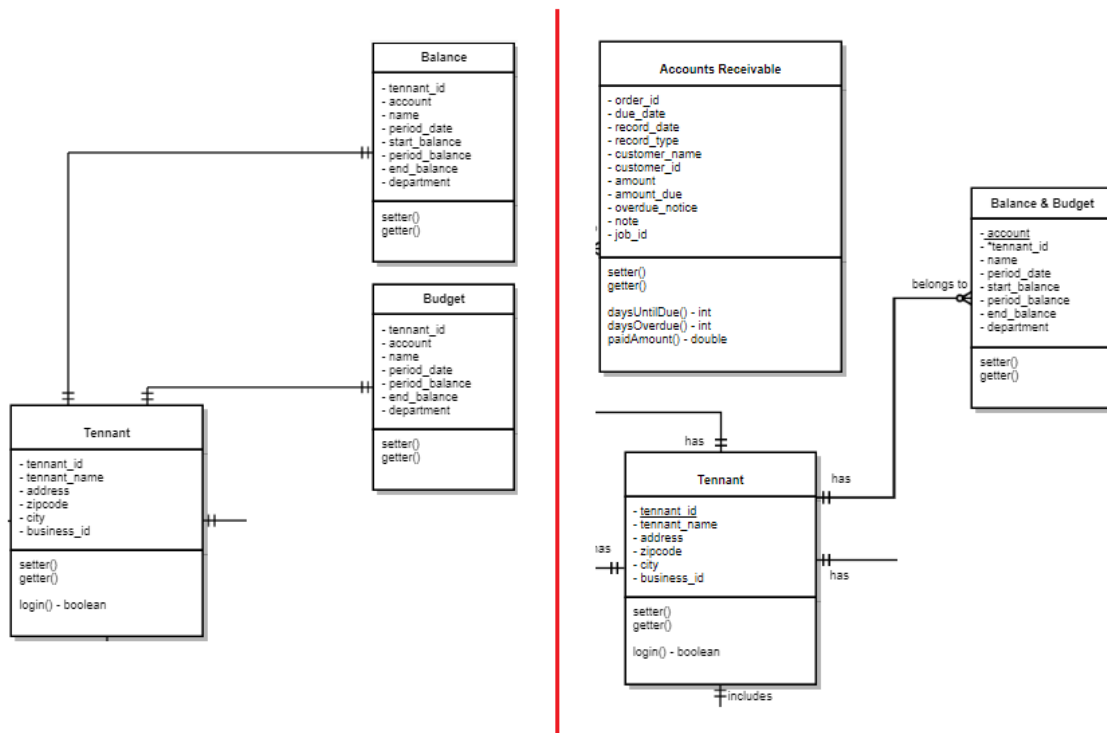 Balance
- tennant_id
- account
- name
- period_date
- start_balance
- period_balance
- end_balance
- department
setter()
getter()
Budget
- tennant_id
- account
- name
- period_date
- period_balance
- end_balance
- department
setter()
getter()
Tennant
- tennant_id
- tennant_name
- address
- zipcode
- city
- business_id
setter()
getter()
login() - boolean
Accounts Receivable
- order_id
- due_date
- record_date
- record_type
- customer_name
- customer_id
- amount
- amount_due
- overdue_notice
- note
- job_id
setter()
getter()
daysUntilDue() - int
daysOverdue() - int
paidAmount() - double
Balance & Budget
- account
- *tennant_id
- name
- period_date
- start_balance
- period_balance
- end_balance
- department
setter()
getter()
belongs to
has
Tennant
- tennant_id
- tennant_name
- address
- zipcode
- city
- business_id
setter()
getter()
login() - boolean
has
has
has
includes